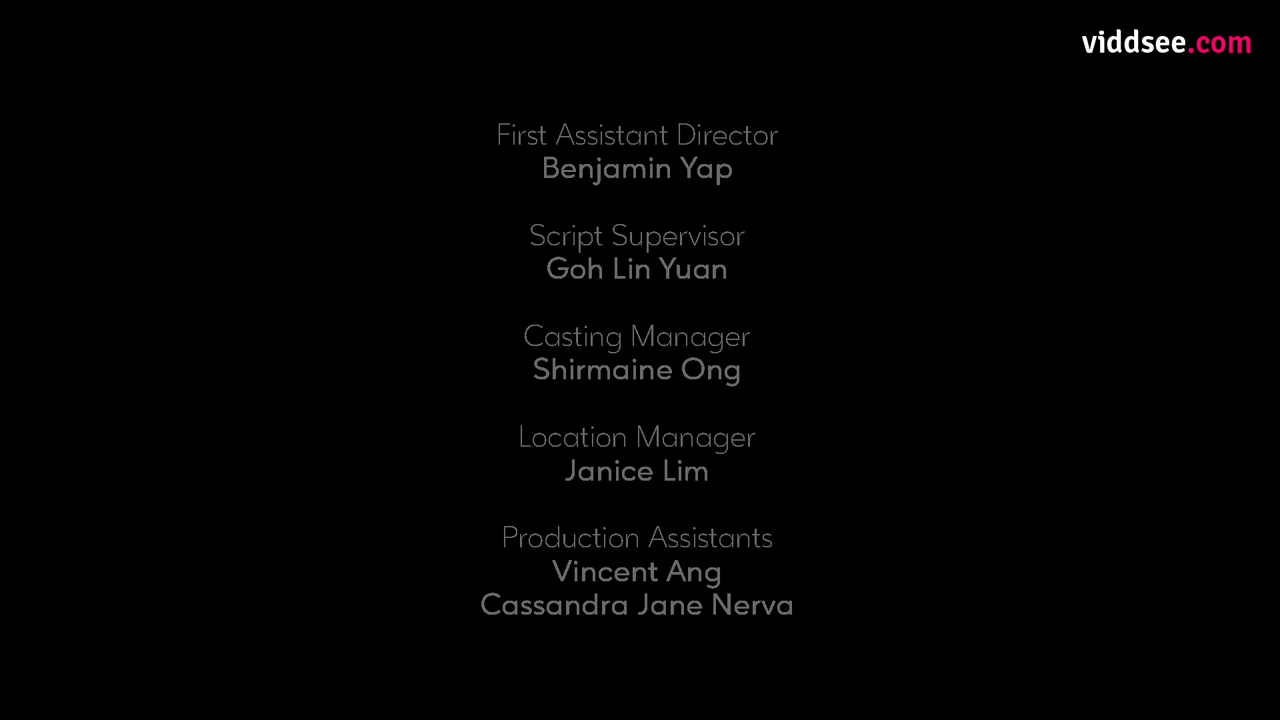 viddsee.com
First Assistant Director
Benjamin Yap
Script Supervisor
Goh Lin Yuan
Casting Manager
Shirmaine Ong
Location Manager
Janice Lim
Production Assistants
Vincent Ang
Cassandra Jane Nerva